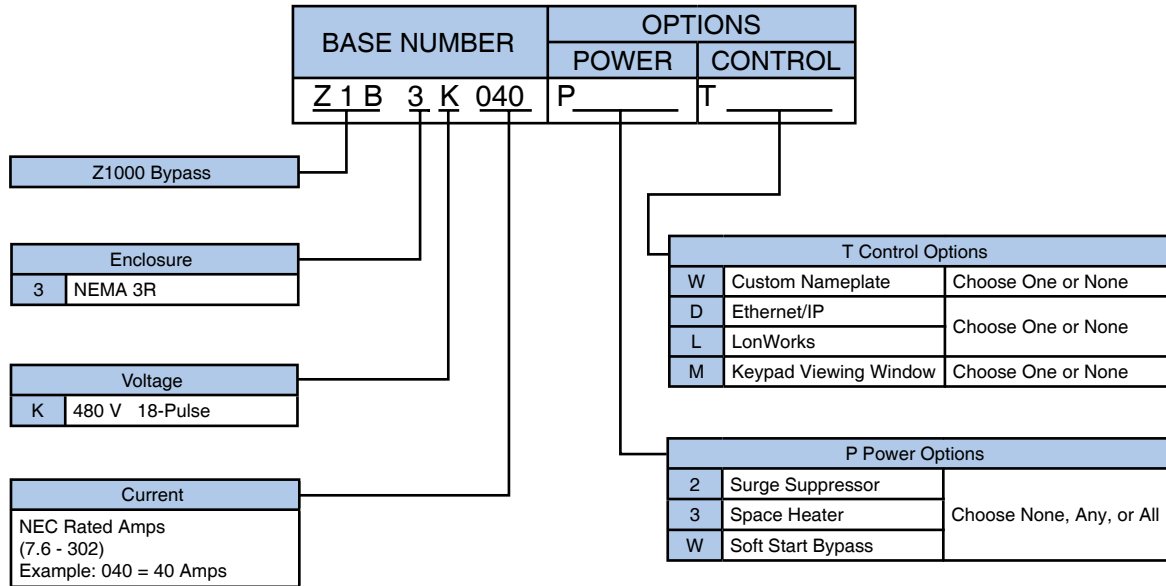 BASE NUMBER
OPTIONS
POWER
CONTROL
Z 1 B 3 K 040
P
T
Z1000 Bypass
Enclosure
3 NEMA 3R
Voltage
K 480 V 18-Pulse
Current
NEC Rated Amps
(7.6 - 302)
Example: 040 = 40 Amps
T Control Options
W Custom Nameplate Choose One or None
D Ethernet/IP
Choose One or None
L LonWorks
M Keypad Viewing Window Choose One or None
P Power Options
2 Surge Suppressor
3 Space Heater Choose None, Any, or All
W Soft Start Bypass